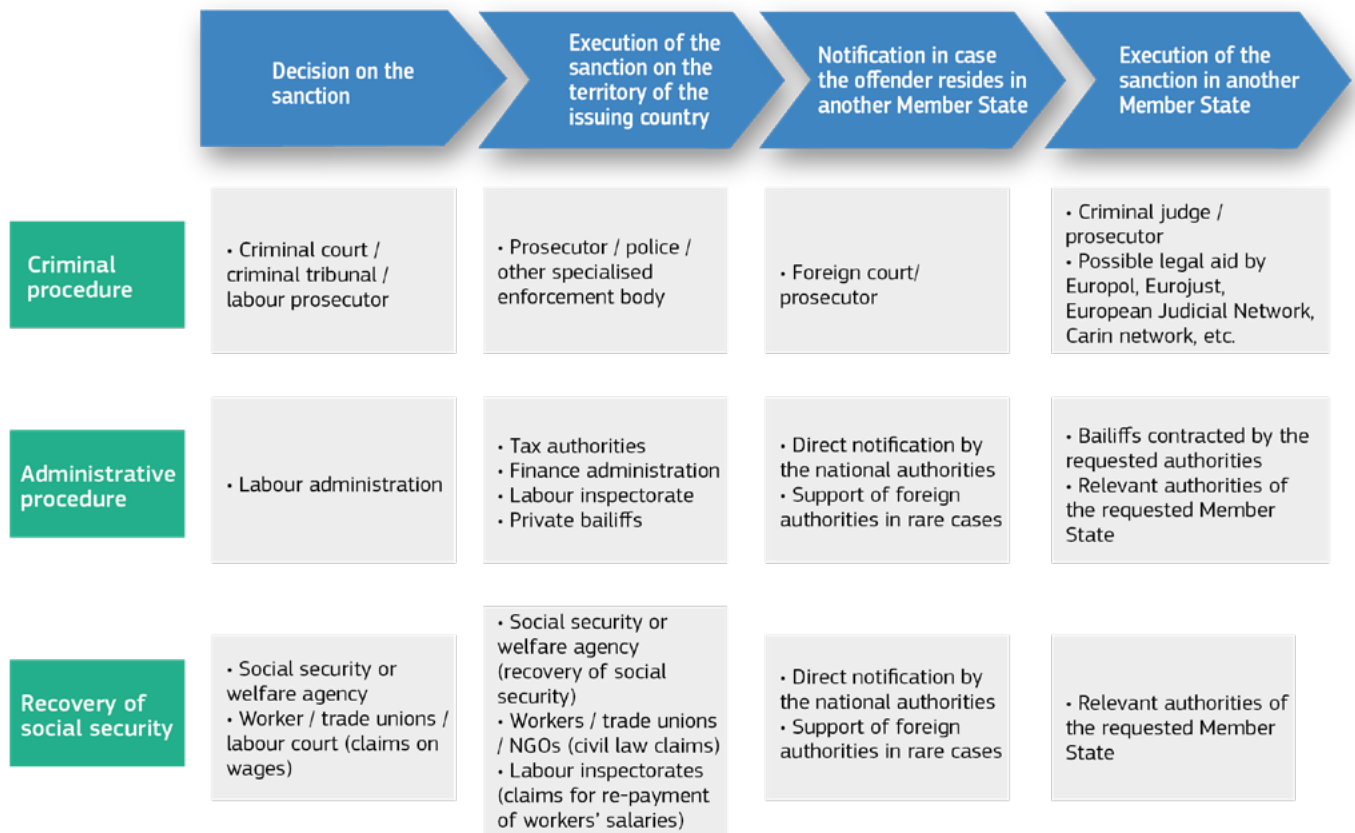 Decision on the
sanction
Execution of the
sanction on the
territory of the
issuing country
Notification in case
the offender resides in
another Member State
Execution of the
sanction in another
Member State
Criminal
procedure
• Criminal court /
criminal tribunal /
labour prosecutor
• Prosecutor / police /
other specialised
enforcement body
• Foreign court/
prosecutor
• Criminal judge /
prosecutor
• Possible legal aid by
Europol, Eurojust,
European Judicial Network,
Carin network, etc.
Administrative
procedure
• Labour administration
• Tax authorities
• Finance administration
• Labour inspectorate
• Private bailiffs
• Direct notification by
the national authorities
• Support of foreign
authorities in rare cases
• Bailiffs contracted by the
requested authorities
• Relevant authorities of
the requested Member
State
Recovery of
social security
• Social security or
welfare agency
• Worker / trade unions /
labour court (claims on
wages)
• Social security or
welfare agency
(recovery of social
security)
• Workers / trade unions
/ NGOs (civil law claims)
• Labour inspectorates
(claims for re-payment
of workers' salaries)
• Direct notification by
the national authorities
• Support of foreign
authorities in rare cases
• Relevant authorities of
the requested Member
State